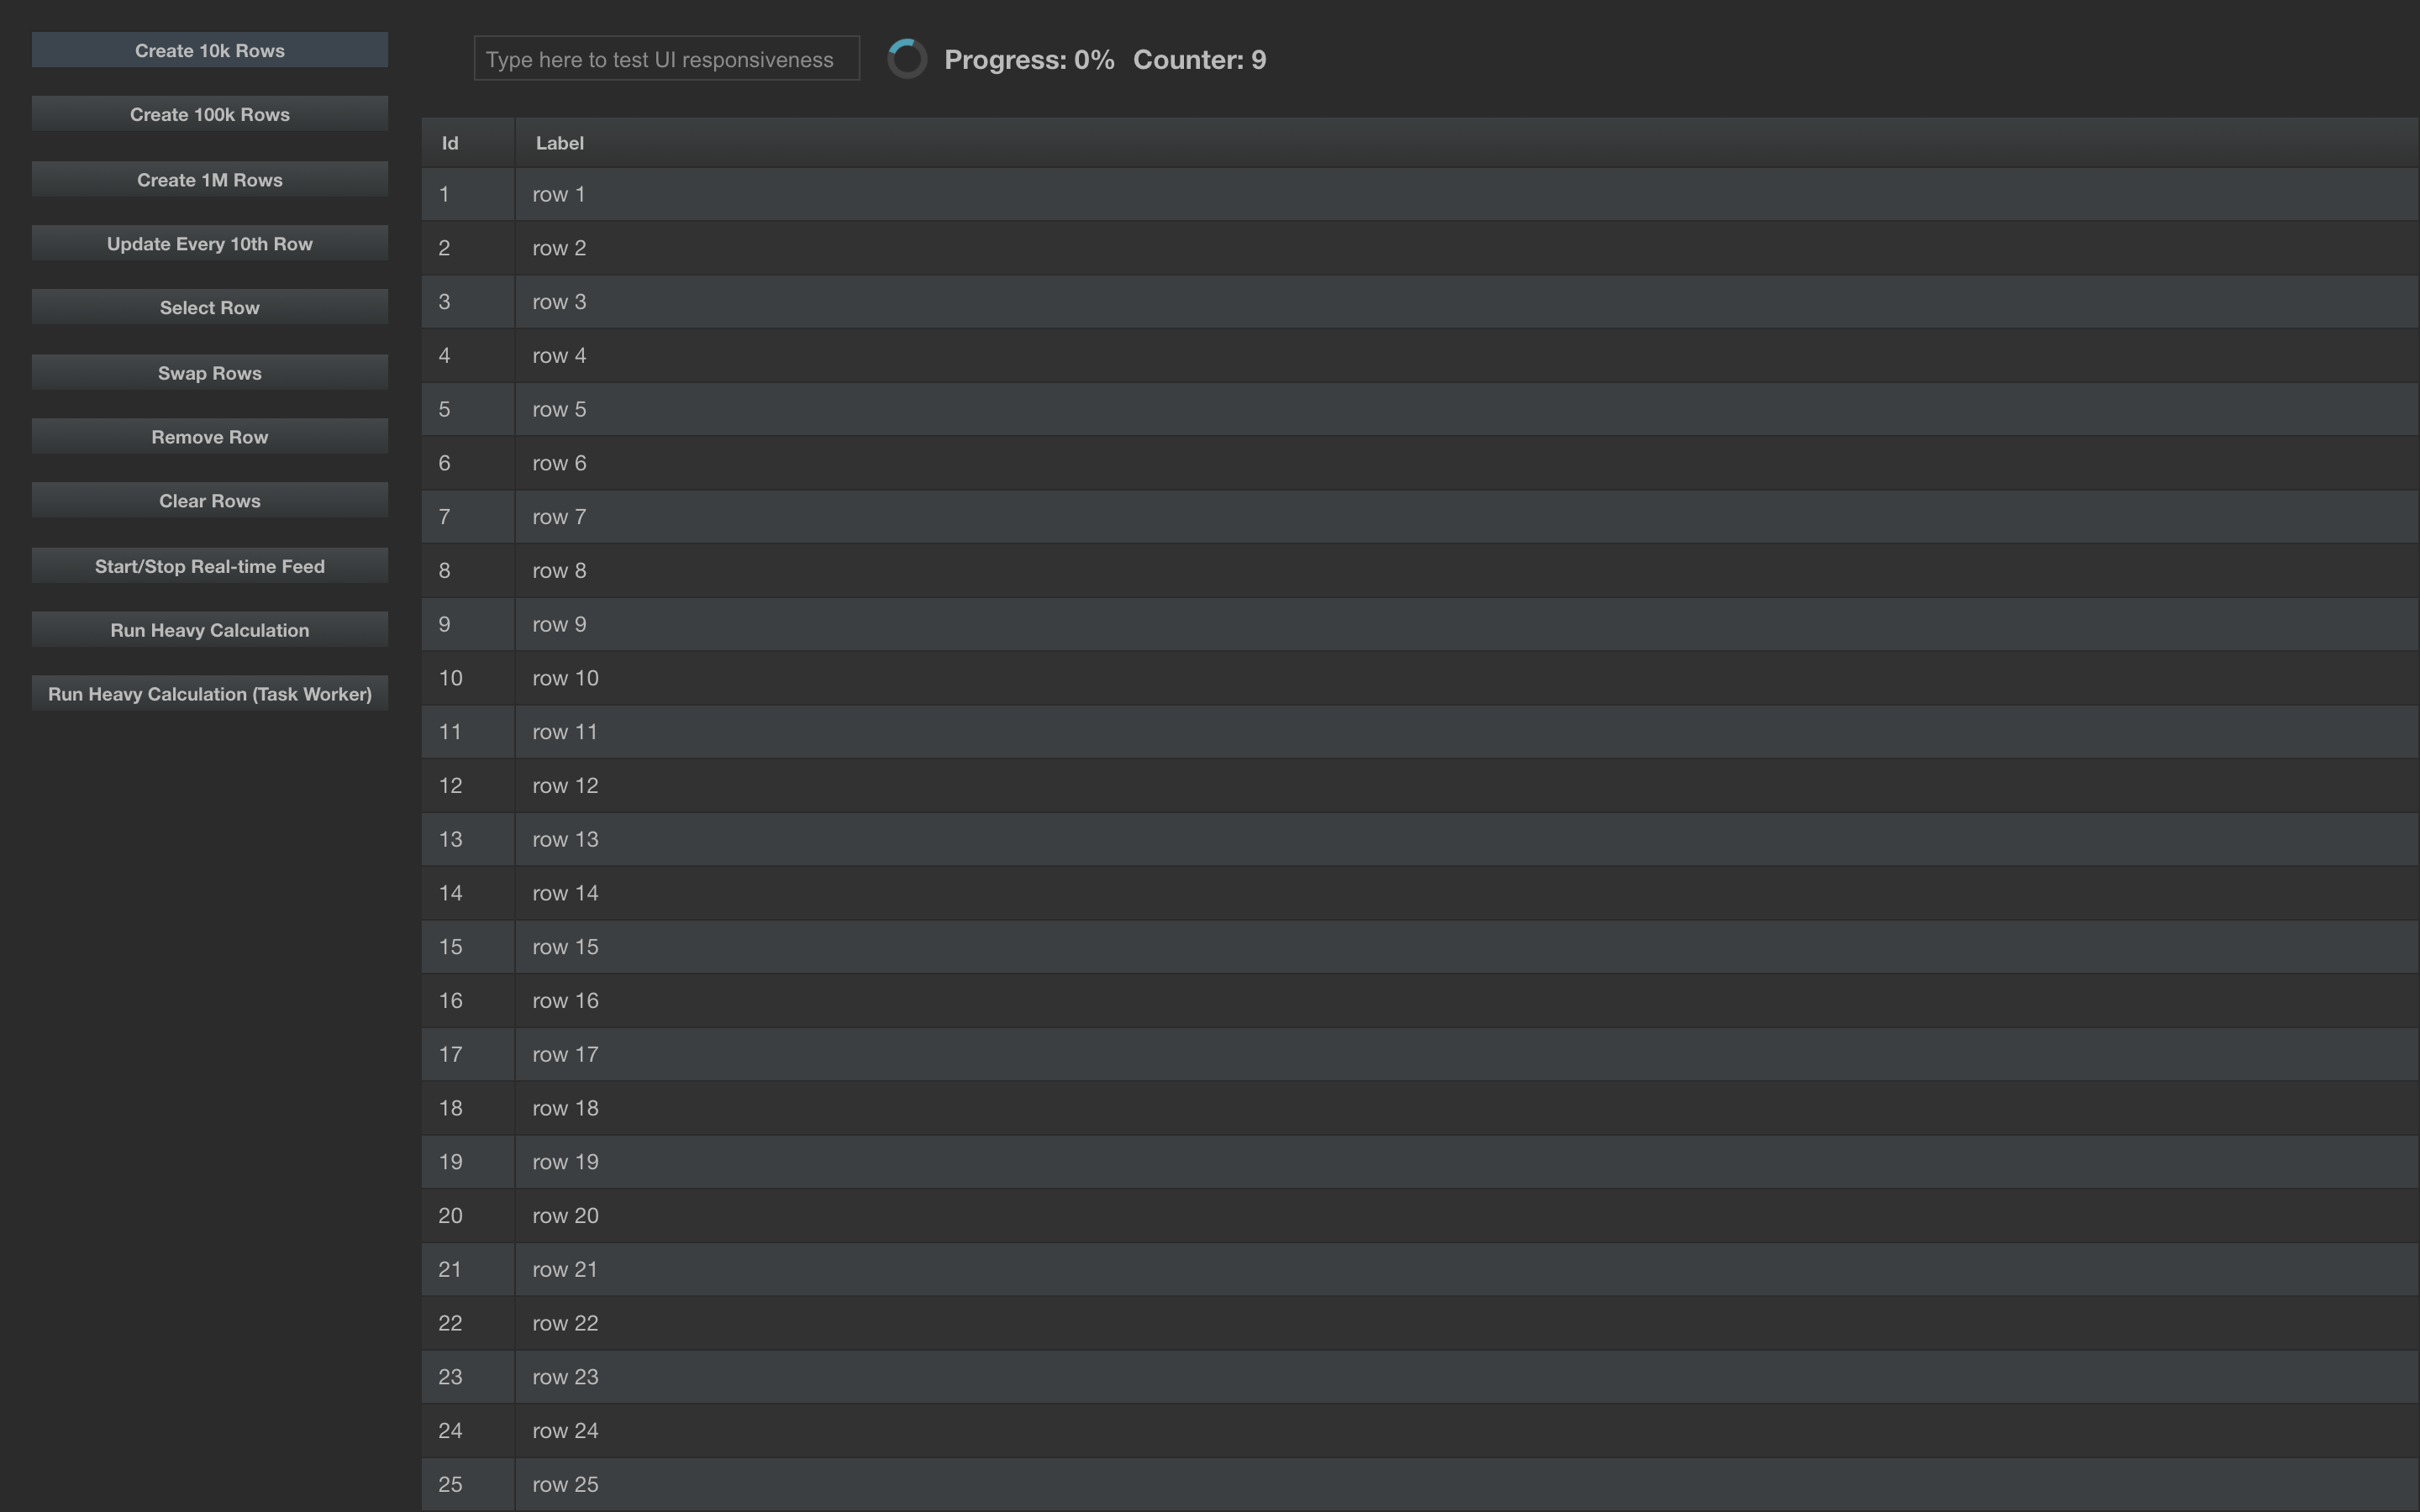 Create 10k Rows
Create 100k Rows
Create 1M Rows
Update Every 10th Row
Select Row
Swap Rows
Remove Row
Clear Rows
Start/Stop Real-time Feed
Run Heavy Calculation
Run Heavy Calculation (Task Worker)
Type here to test UI responsiveness Progress: 0% Counter: 9
Id Label
1 row 1
2 row 2
3 row 3
4 row 4
5 row 5
6 row 6
7 row 7
8 row 8
9 row 9
10 row 10
11 row 11
12 row 12
13 row 13
14 row 14
15 row 15
16 row 16
17 row 17
18 row 18
19 row 19
20 row 20
21 row 21
22 row 22
23 row 23
24 row 24
25 row 25